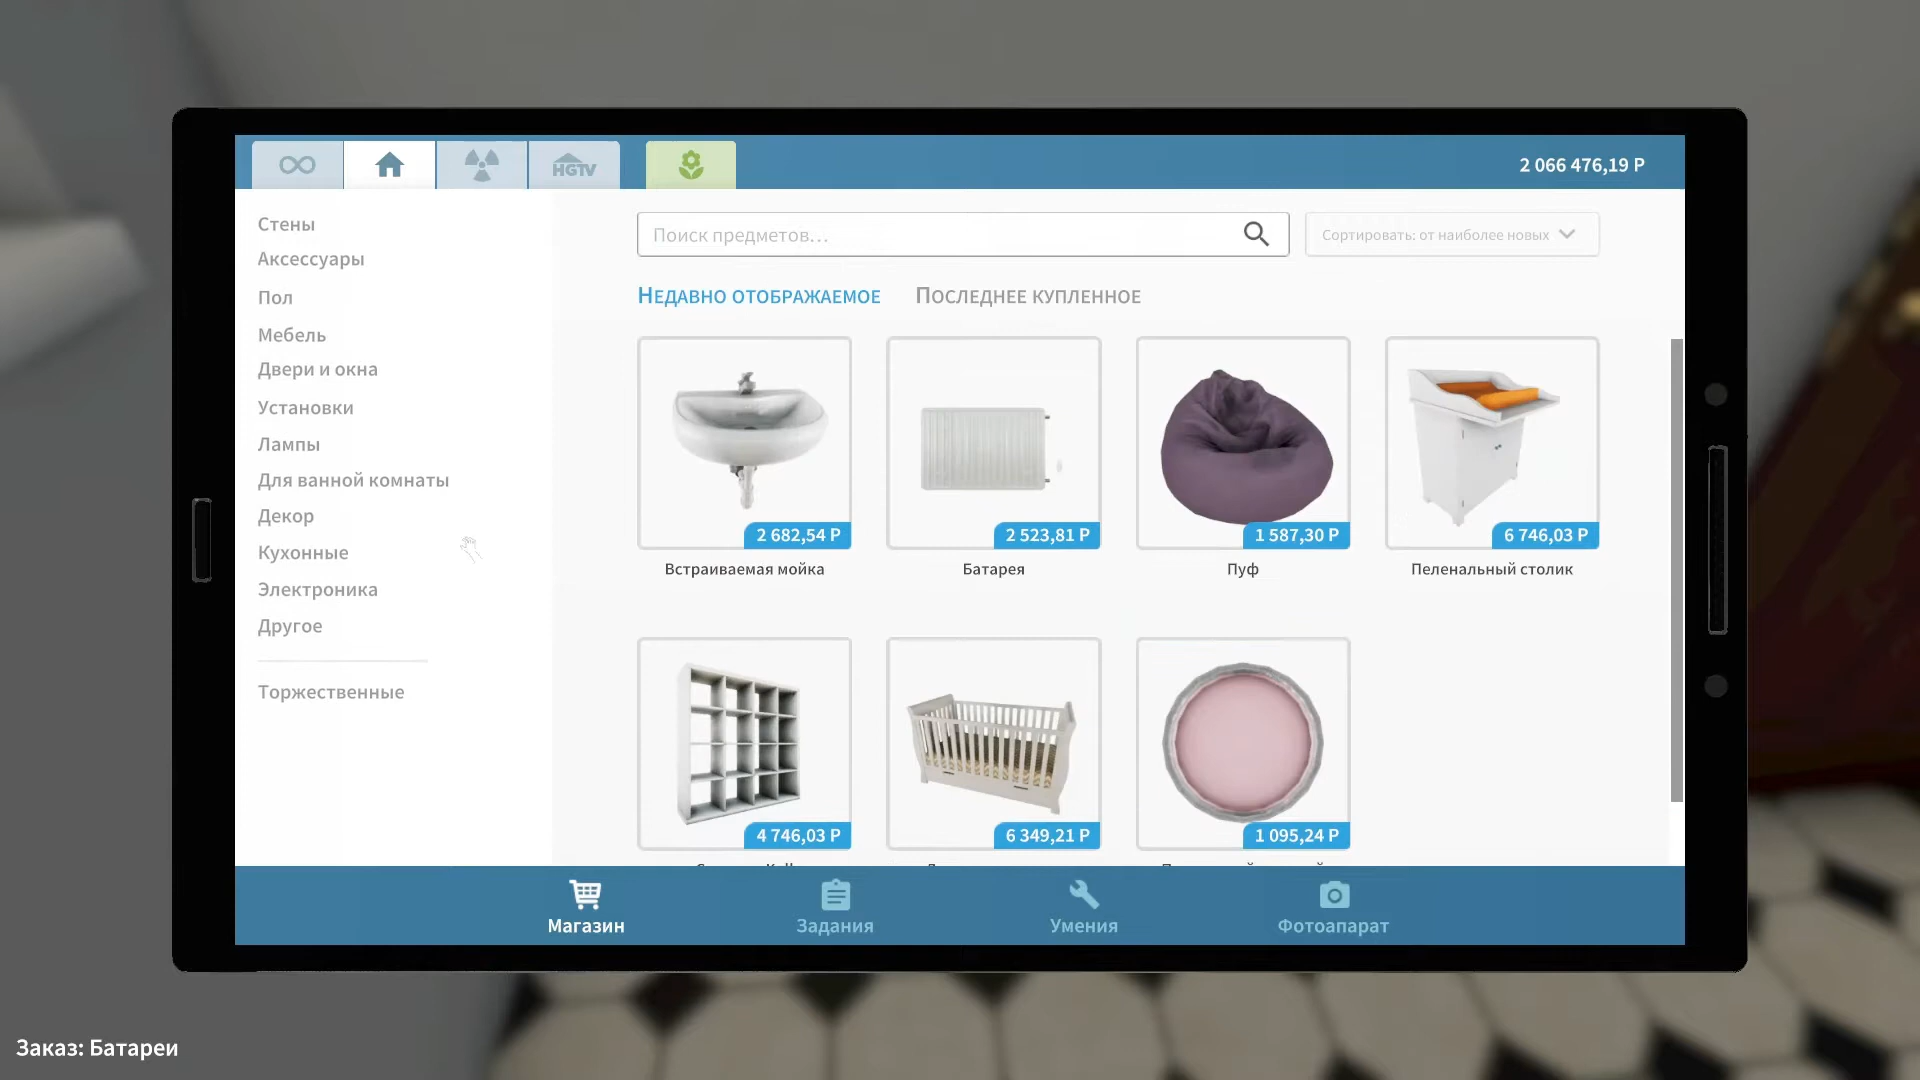 HGTV
2 066 476,19 Р
Стены
Аксессуары
Пол
Мебель
Двери и окна
Установки
Лампы
Для ванной комнаты
Декор
Кухонные
Электроника
Другое
Торжественные
Поиск предметов...
Сортировать: от наиболее новых
Недавно отображаемое
Последнее купленное
2 682,54 Р
2 523,81 Р
1 587,30 Р
6 746,03 Р
Встраиваемая мойка
Батарея
Пуф
Пеленальный столик
4 746,03 Р
6 349,21 Р
1 095,24 Р
Магазин
Задания
Умения
Фотоаппарат
Заказ: Батареи